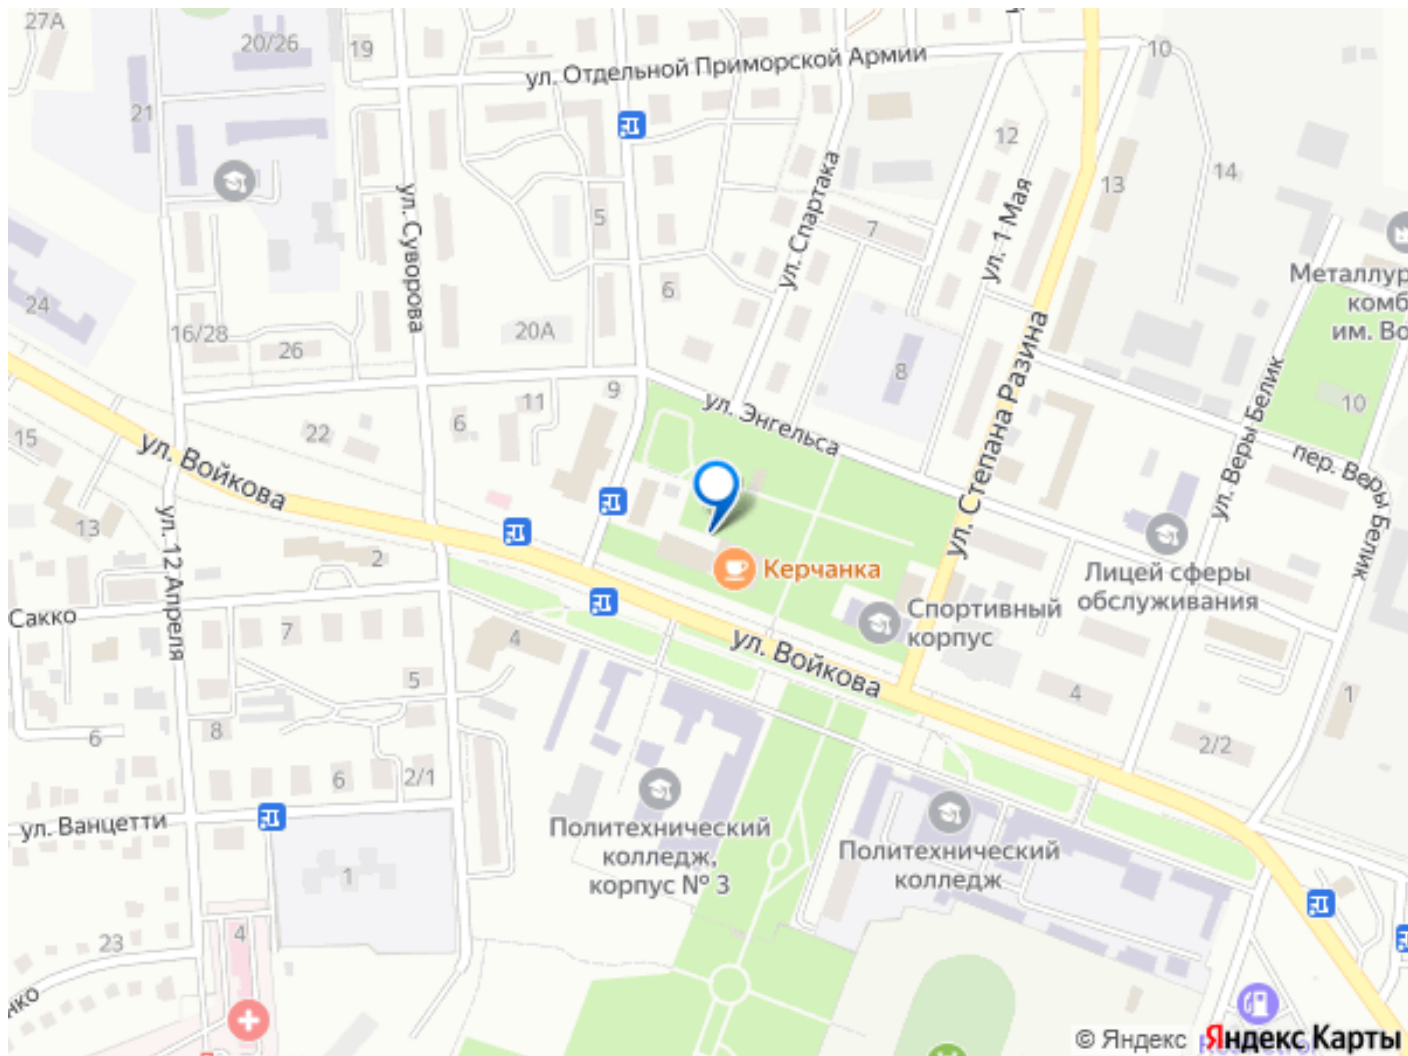 27А
20/26
19
ул. Отдельной Приморской Армии
10
21
12
14
13
ул. Суворова
5
ул. Спартака
7
ул. 1 Мая
Металлур
комб
им. Во
24
6
16/28
26
20А
8
ул. Степана Разина
ул. Веры Белик
10
9
11
6
22
15
ул. Энгельса
пер. Веры Белик
ул. Войкова
13
ул. 12 Апреля
2
Керчанка
Лицей сферы
обслуживания
Спортивный
корпус
Сакко
7
4
ул. Войкова
5
4
1
6
8
2/2
6
2/1
ул. Ванцетти
Политехнический
колледж,
корпус № 3
Политехнический
колледж
1
4
23
нко
© Яндекс Яндекс Карты